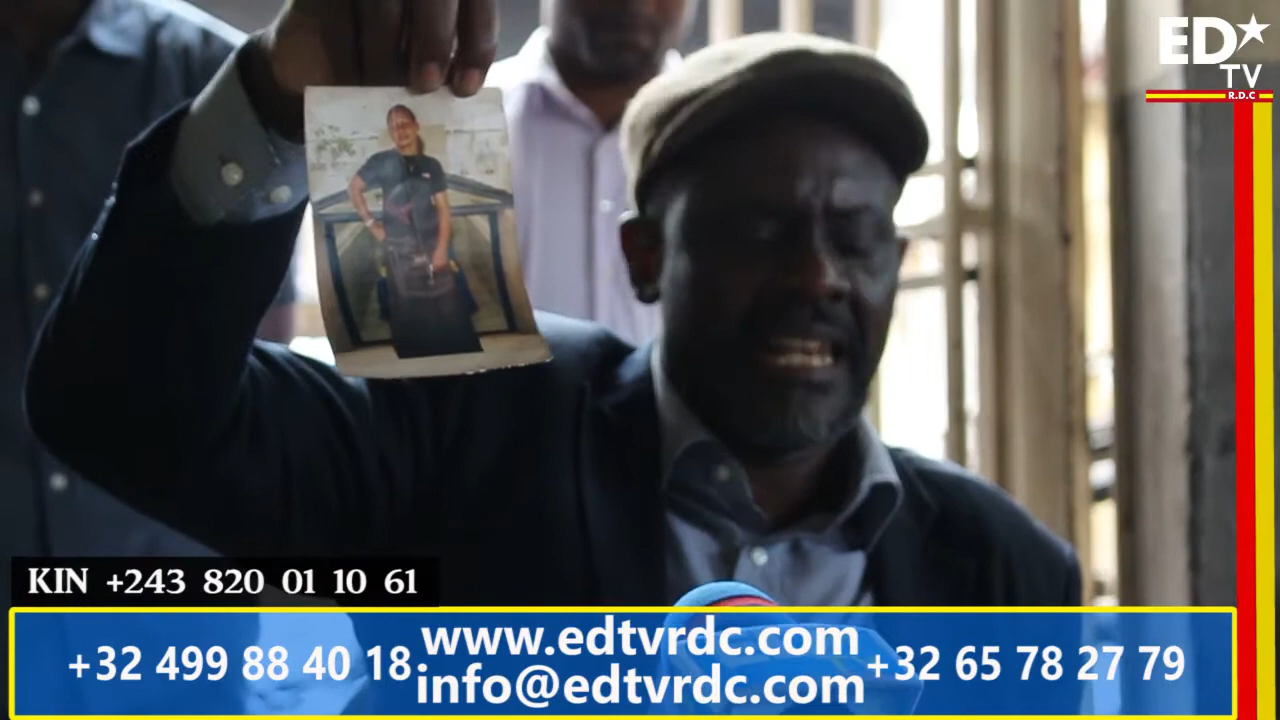 ED
TV
R.D.C
KIN +243 820 01 10 61
www.edtvrdc.com
+32 499 88 40 18
+32 65 78 27 79
info@edtvrdc.com